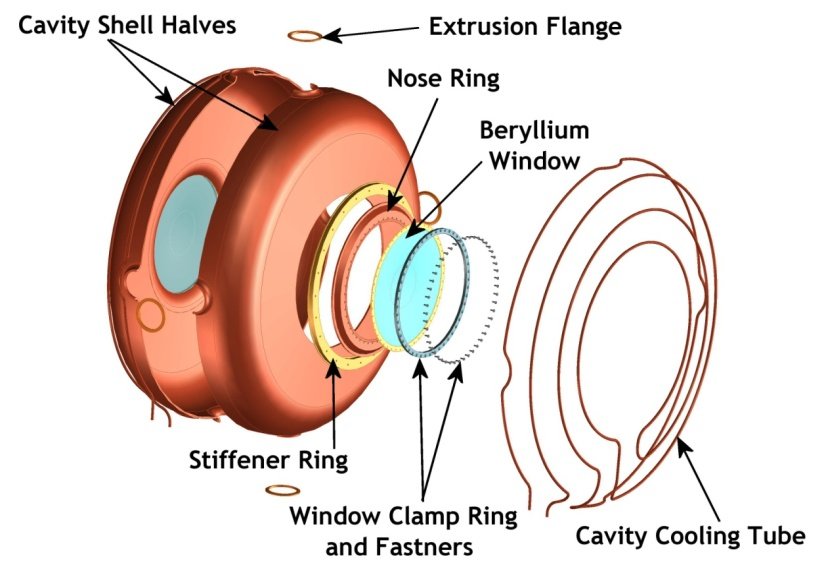 Cavity Shell Halves
Extrusion Flange
Nose Ring
Beryllium
Window
Stiffener Ring
Window Clamp Ring
and Fastners
Cavity Cooling Tube